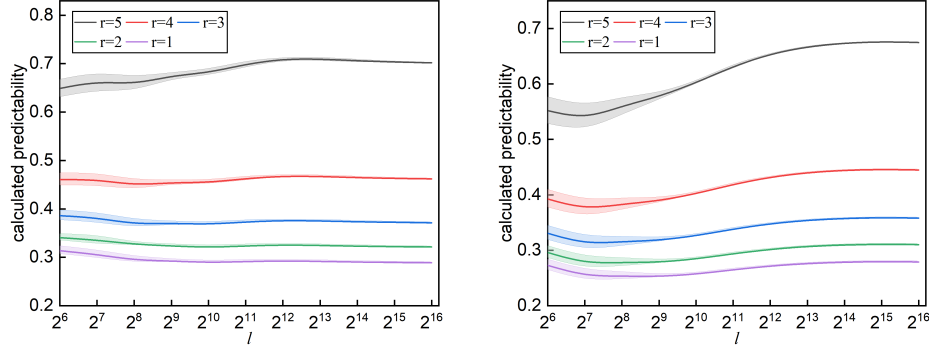 0.8
0.7
0.6
0.5
0.4
0.3
0.2
calculated predictability
r=5 r=4 r=3
r=2 r=1
2^6 2^7 2^8 2^9 2^10 2^11 2^12 2^13 2^14 2^15 2^16
l
0.7
0.6
0.5
0.4
0.3
0.2
calculated predictability
r=5 r=4 r=3
r=2 r=1
2^6 2^7 2^8 2^9 2^10 2^11 2^12 2^13 2^14 2^15 2^16
l